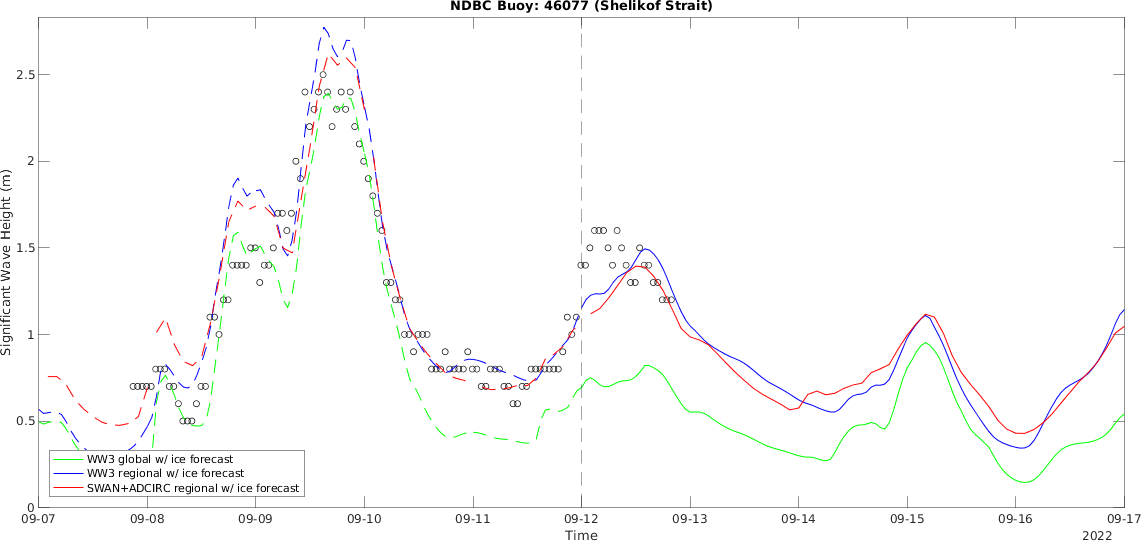 NDBC Buoy: 46077 (Shelikof Strait)
Significant Wave Height (m)
2.5
2
1.5
1
0.5
0
WW3 global w/ ice forecast
WW3 regional w/ ice forecast
SWAN+ADCIRC regional w/ ice forecast
09-07 09-08 09-09 09-10 09-11 09-12 09-13 09-14 09-15 09-16 09-17
Time
2022